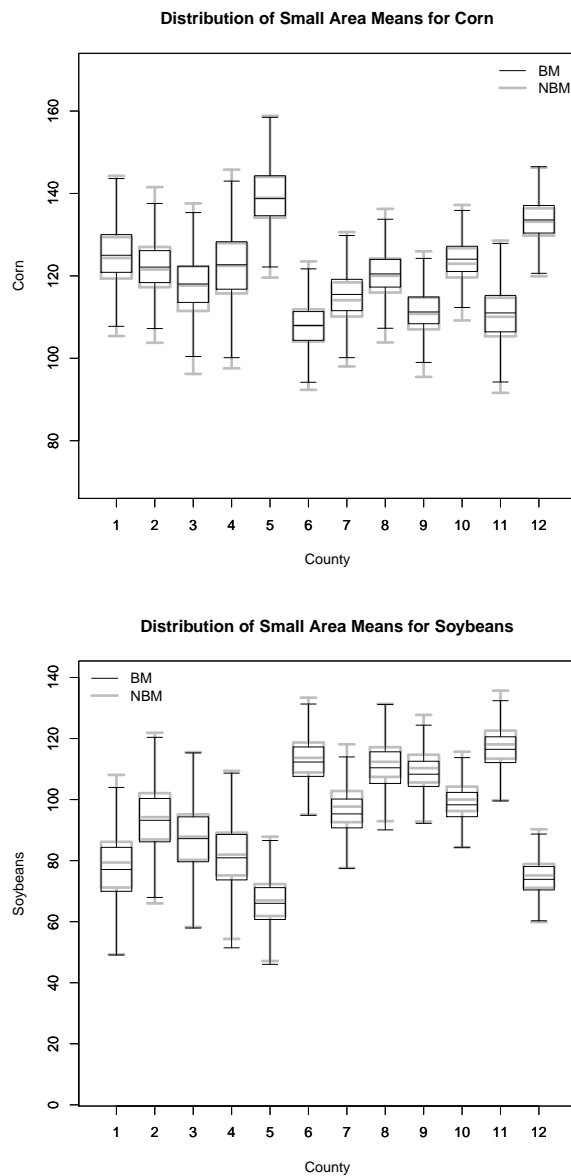 Distribution of Small Area Means for Corn
BM
NBM
160
140
120
100
80
Corn
1 2 3 4 5 6 7 8 9 10 11 12
County
Distribution of Small Area Means for Soybeans
BM
NBM
140
120
100
80
60
40
20
0
Soybeans
1 2 3 4 5 6 7 8 9 10 11 12
County